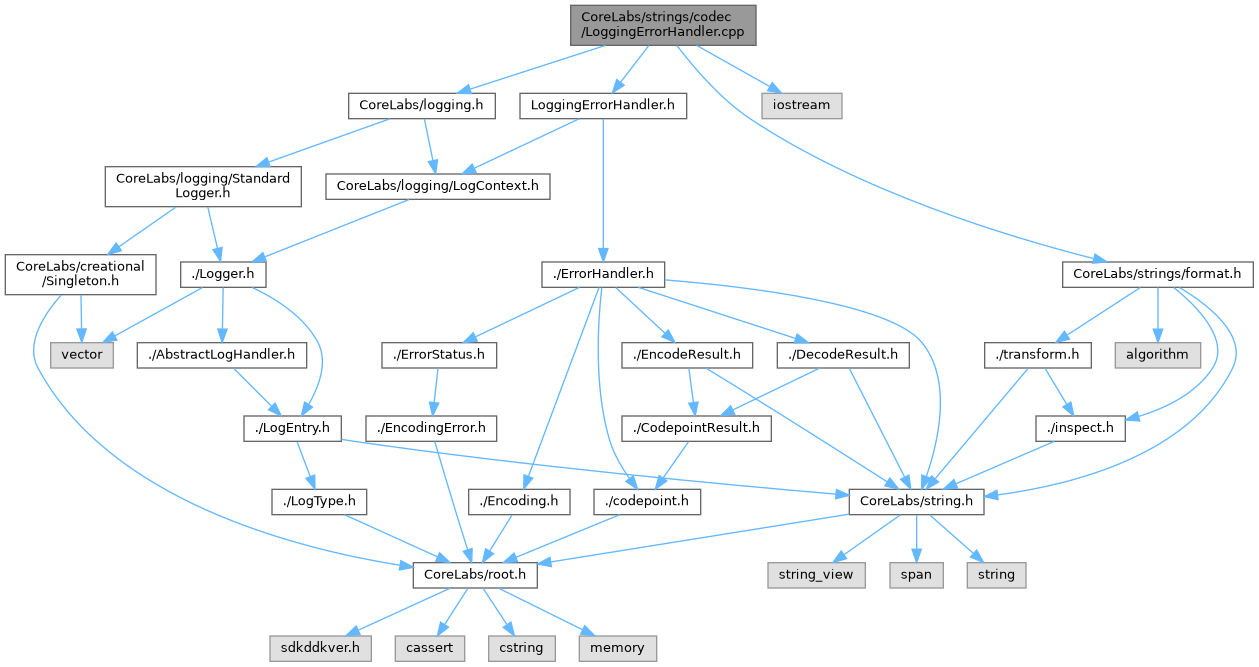 CoreLabs/strings/codec
/LoggingErrorHandler.cpp
CoreLabs/logging.h
LoggingErrorHandler.h
iostream
CoreLabs/logging/Standard
Logger.h
CoreLabs/logging/LogContext.h
CoreLabs/creational
/Singleton.h
./Logger.h
./ErrorHandler.h
CoreLabs/strings/format.h
vector
./AbstractLogHandler.h
./ErrorStatus.h
./EncodeResult.h
./DecodeResult.h
./transform.h
algorithm
./LogEntry.h
./EncodingError.h
./CodepointResult.h
./inspect.h
./LogType.h
./Encoding.h
./codepoint.h
CoreLabs/string.h
CoreLabs/root.h
string_view
span
string
sdkddkver.h
cassert
cstring
memory